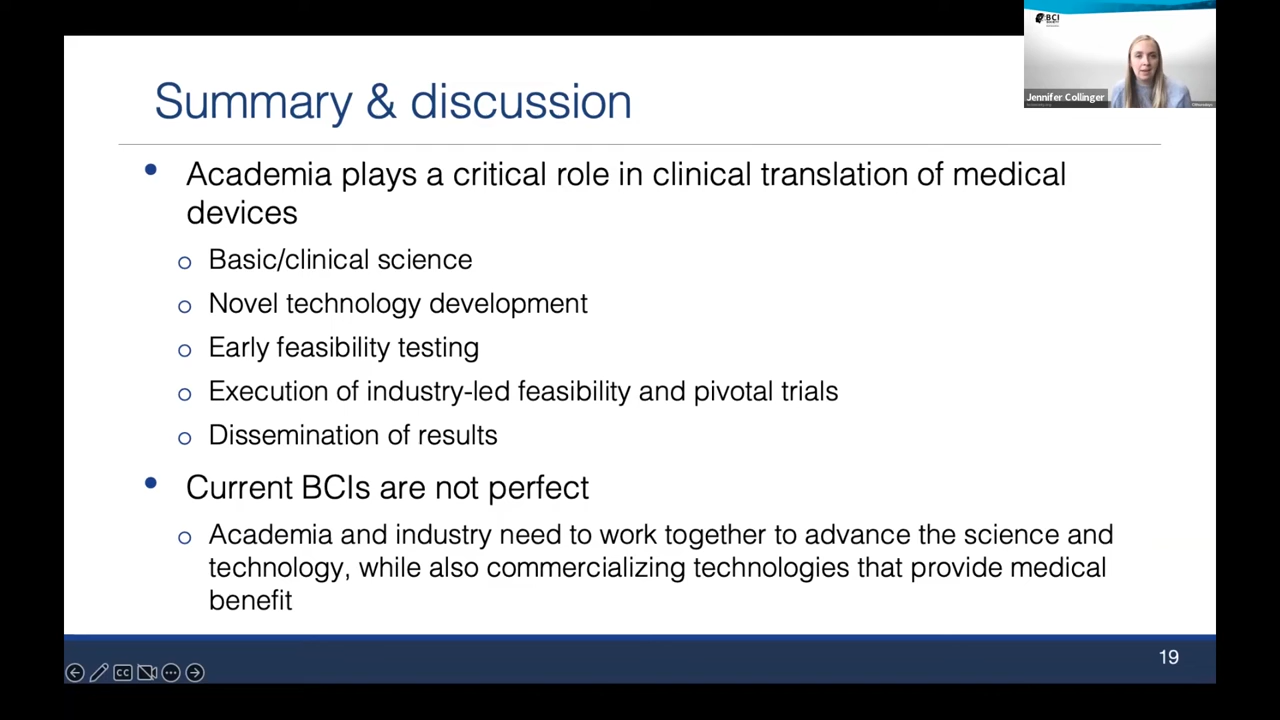 BCI
Jennifer Collinger
Summary & discussion
• Academia plays a critical role in clinical translation of medical
devices
o Basic/clinical science
o Novel technology development
o Early feasibility testing
o Execution of industry-led feasibility and pivotal trials
o Dissemination of results
• Current BCIs are not perfect
o Academia and industry need to work together to advance the science and
technology, while also commercializing technologies that provide medical
benefit
19
CC